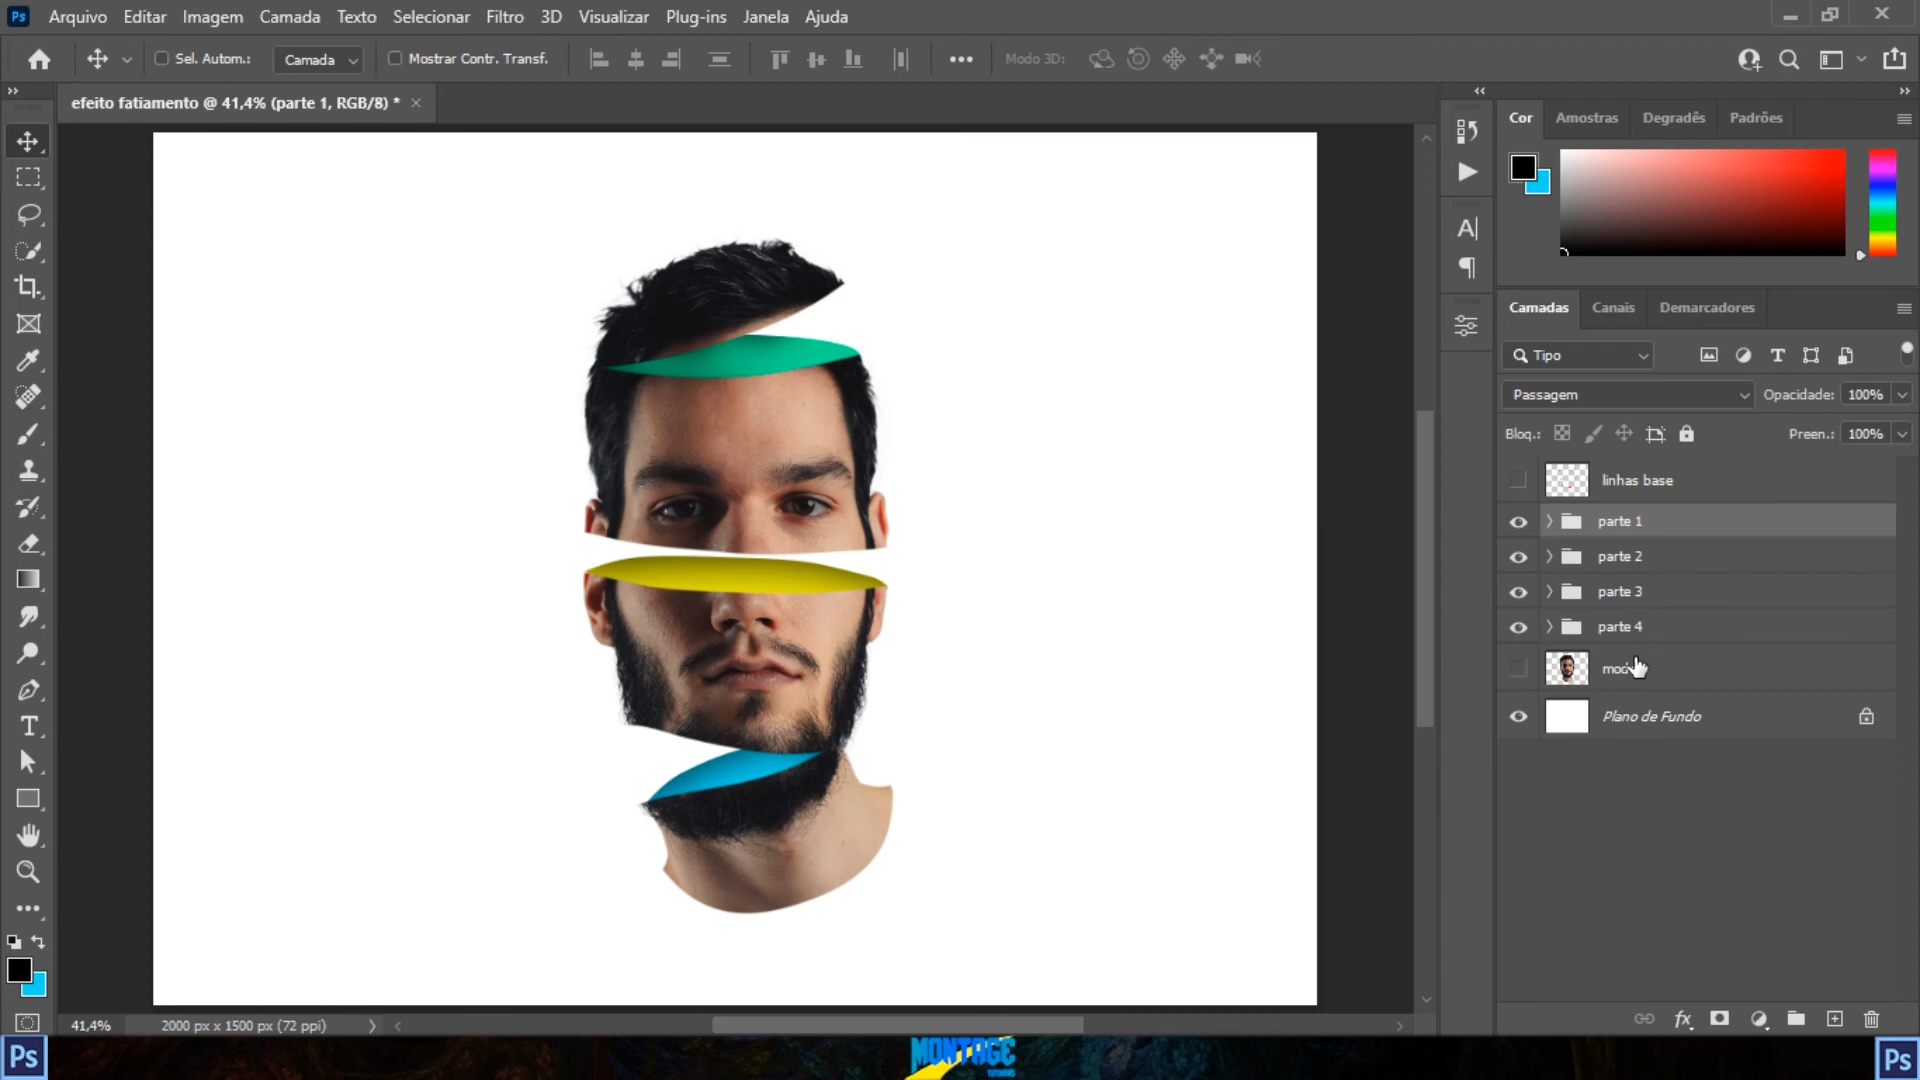 Ps Arquivo Editar Imagem Camada Texto Selecionar Filtro 3D Visualizar Plug-ins Janela Ajuda
Sel. Autom.: Camada Mostrar Contr. Transf. Modo 3D:
efeito fatiamento @ 41,4% (parte 1, RGB/8) *
Cor Amostras Degradês Padrões
Camadas Canais Demarcadores
Tipo
Passagem Opacidade: 100%
Bloq.: Preen.: 100%
linhas base
parte 1
parte 2
parte 3
parte 4
Plano de Fundo
41,4% 2000 px x 1500 px (72 ppi)
Ps MONTAGE Ps
TUTORIAIS